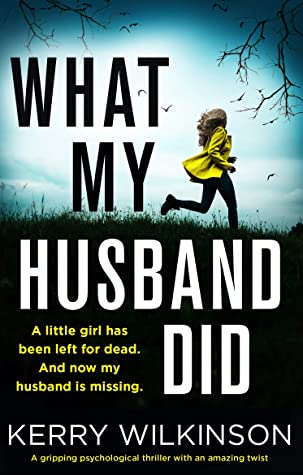 WHAT
MY
HUSBAND
DID
A little girl has
been left for dead.
And now my
husband is missing.
KERRY WILKINSON
A gripping psychological thriller with an amazing twist